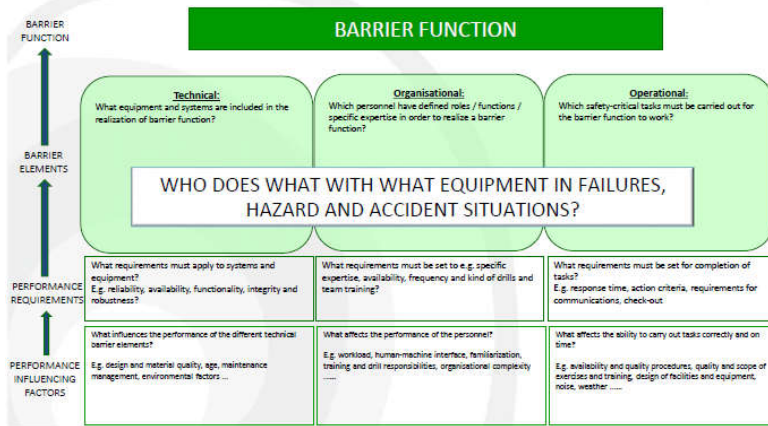 BARRIER
FUNCTION
BARRIER FUNCTION
Technical:
What equipment and systems are included in the
realization of barrier function?
Organisational:
Which personnel have defined roles / functions /
specific expertise in order to realize a barrier
function?
Operational:
Which safety-critical tasks must be carried out for
the barrier function to work?
BARRIER
ELEMENTS
WHO DOES WHAT WITH WHAT EQUIPMENT IN FAILURES,
HAZARD AND ACCIDENT SITUATIONS?
PERFORMANCE
REQUIREMENTS
What requirements must apply to systems and
equipment?
E.g. reliability, availability, functionality, integrity and
robustness?
What requirements must be set to e.g. specific
expertise, availability, frequency and kind of drills and
team training?
What requirements must be set for completion of
tasks?
E.g. response time, action criteria, requirements for
communications, check-out
PERFORMANCE
INFLUENCING
FACTORS
What influences the performance of the different technical
barrier elements?
E.g. design and material quality, age, maintenance
management, environmental factors ...
What affects the performance of the personnel?
E.g. workload, human-machine interface, familiarization,
training and drill responsibilities, organisational complexity
......
What affects the ability to carry out tasks correctly and on
time?
E.g. availability and quality procedures, quality and scope of
exercises and training, design of facilities and equipment,
noise, weather ......